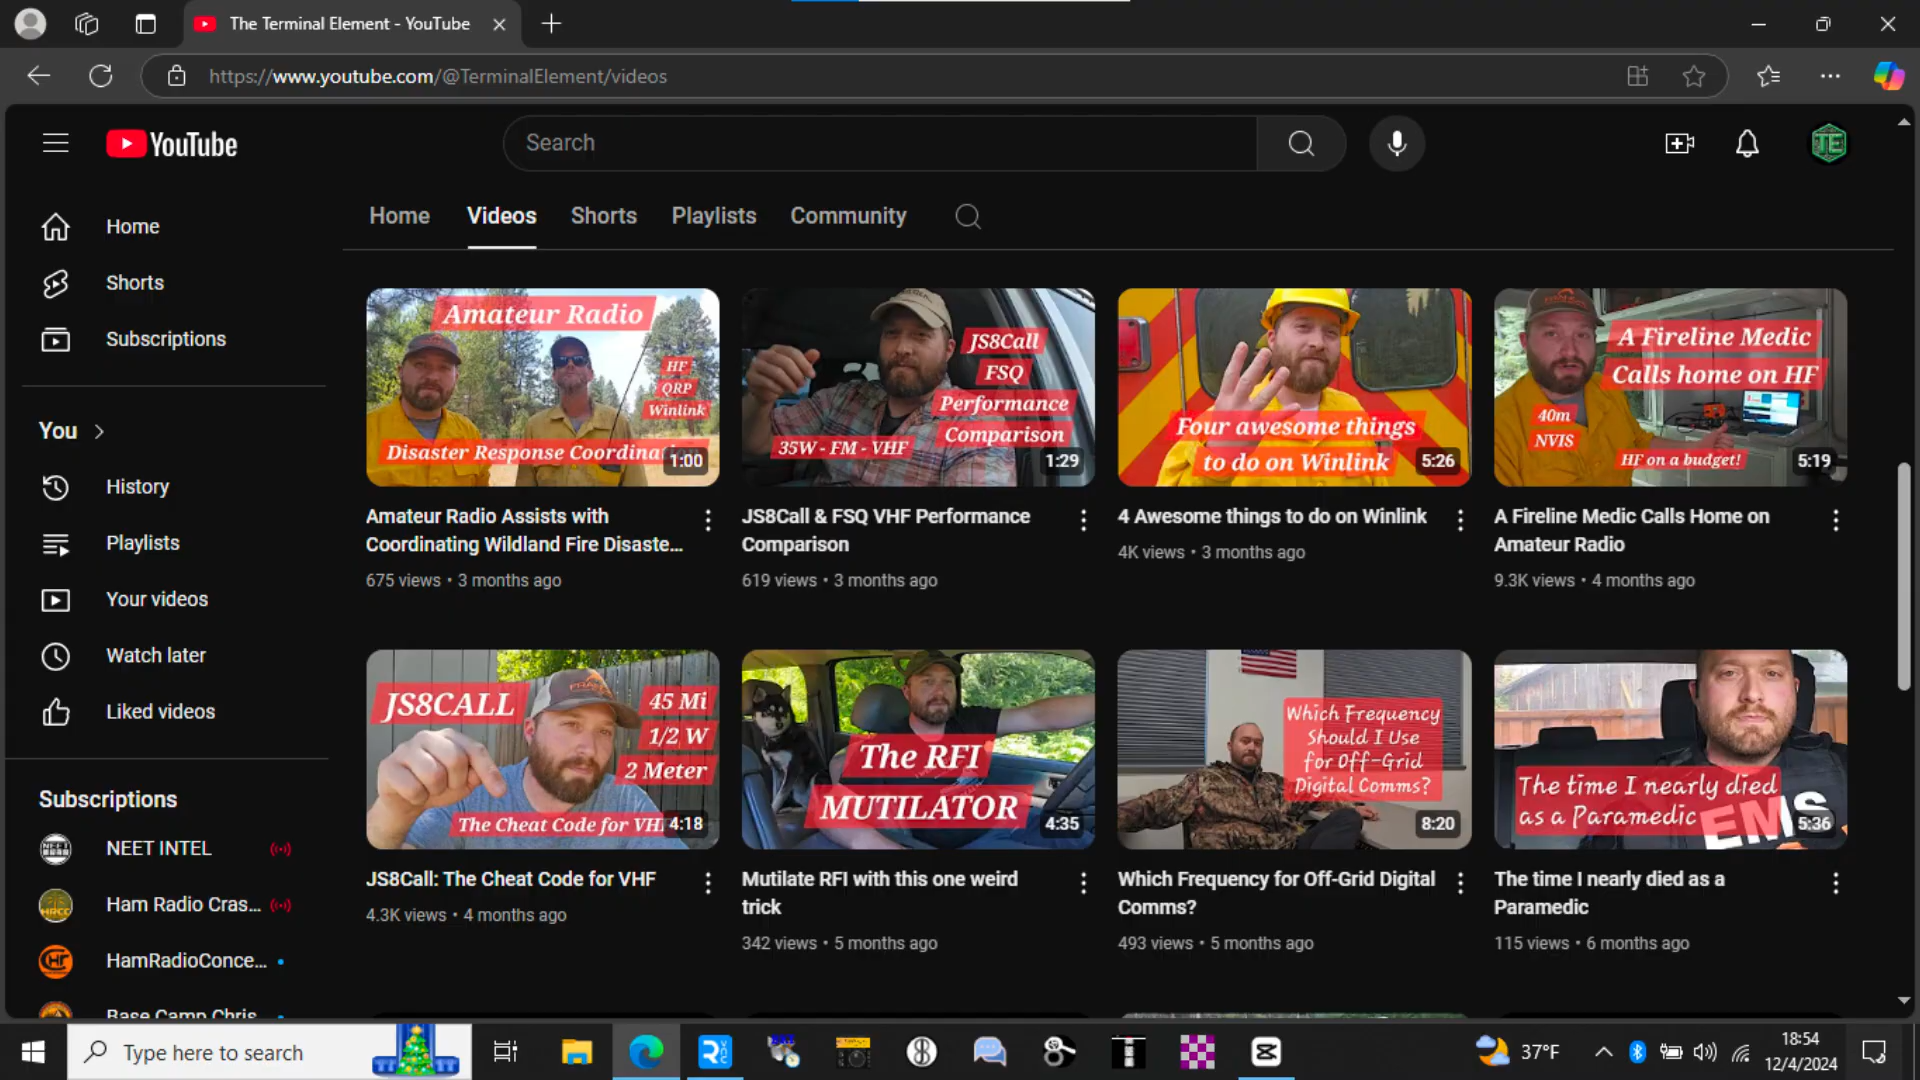 The Terminal Element - YouTube
https://www.youtube.com/@TerminalElement/videos
YouTube
Search
TE
Home
Videos
Shorts
Playlists
Community
Home
Shorts
Subscriptions
You
History
Playlists
Your videos
Watch later
Liked videos
Subscriptions
NEET INTEL
Ham Radio Cras...
HamRadioConce...
Base Camp Chris
Amateur Radio
HF
QRP
Winlink
Disaster Response Coordina
1:00
Amateur Radio Assists with
Coordinating Wildland Fire Disaste...
675 views • 3 months ago
JS8Call
FSQ
Performance
Comparison
35W - FM - VHF
1:29
JS8Call & FSQ VHF Performance
Comparison
619 views • 3 months ago
Four awesome things
to do on Winlink
5:26
4 Awesome things to do on Winlink
4K views • 3 months ago
A Fireline Medic
Calls home on HF
40m
NVIS
HF on a budget!
5:19
A Fireline Medic Calls Home on
Amateur Radio
9.3K views • 4 months ago
JS8CALL
45 Mi
1/2 W
2 Meter
The Cheat Code for VHF
4:18
JS8Call: The Cheat Code for VHF
4.3K views • 4 months ago
The RFI
MUTILATOR
4:35
Mutilate RFI with this one weird
trick
342 views • 5 months ago
Which Frequency
Should I Use
for Off-Grid
Digital Comms?
8:20
Which Frequency for Off-Grid Digital
Comms?
493 views • 5 months ago
The time I nearly died
as a Paramedic
EMS
5:36
The time I nearly died as a
Paramedic
115 views • 6 months ago
Type here to search
37°F
18:54
12/4/2024